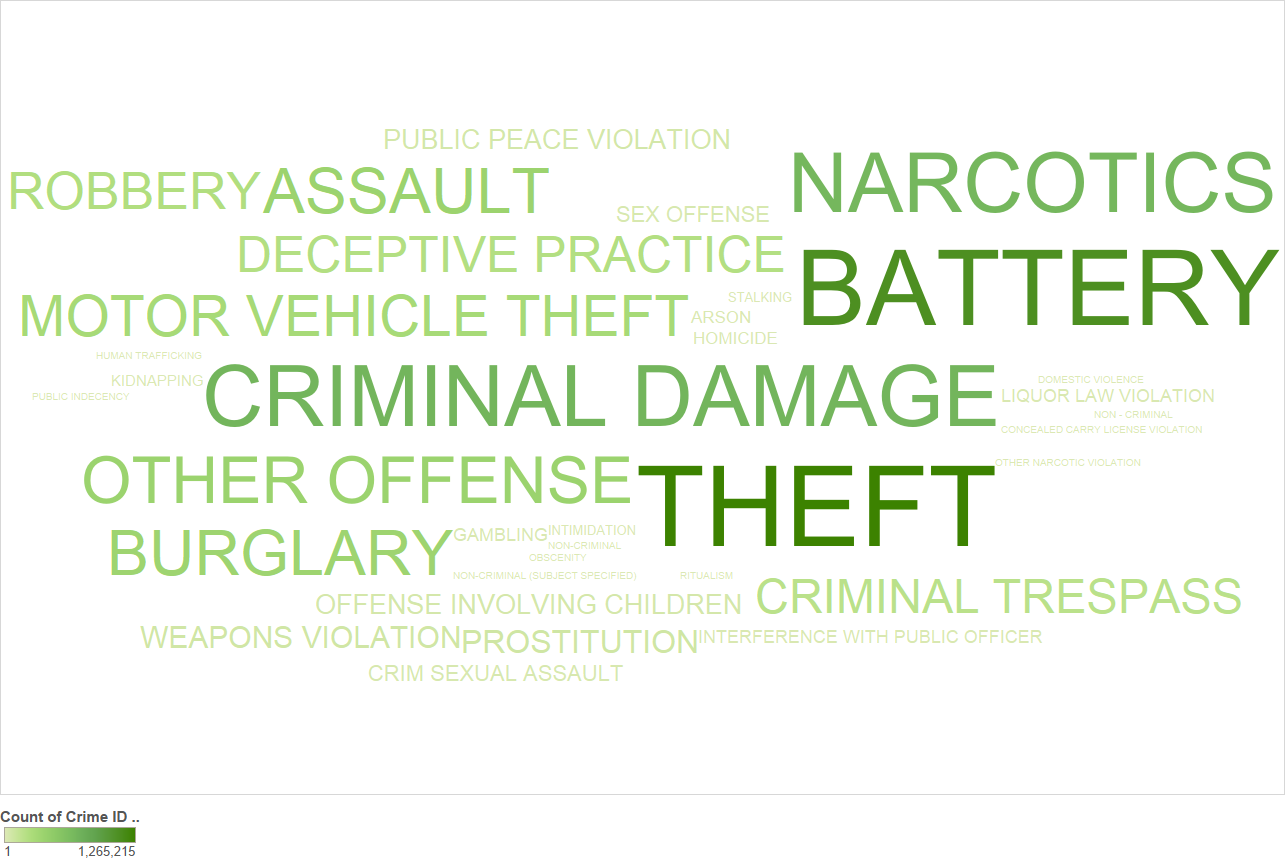 PUBLIC PEACE VIOLATION
NARCOTICS
ROBBERY
ASSAULT
SEX OFFENSE
DECEPTIVE PRACTICE
BATTERY
MOTOR VEHICLE THEFT
STALKING
ARSON
HOMICIDE
HUMAN TRAFFICKING
KIDNAPPING
PUBLIC INDECENCY
CRIMINAL DAMAGE
DOMESTIC VIOLENCE
LIQUOR LAW VIOLATION
NON - CRIMINAL
CONCEALED CARRY LICENSE VIOLATION
OTHER OFFENSE
THEFT
OTHER NARCOTIC VIOLATION
BURGLARY
GAMBLING
INTIMIDATION
NON-CRIMINAL
OBSCENITY
NON-CRIMINAL (SUBJECT SPECIFIED)
RITUALISM
OFFENSE INVOLVING CHILDREN
CRIMINAL TRESPASS
WEAPONS VIOLATION
PROSTITUTION
INTERFERENCE WITH PUBLIC OFFICER
CRIM SEXUAL ASSAULT
Count of Crime ID ..
1
1,265,215